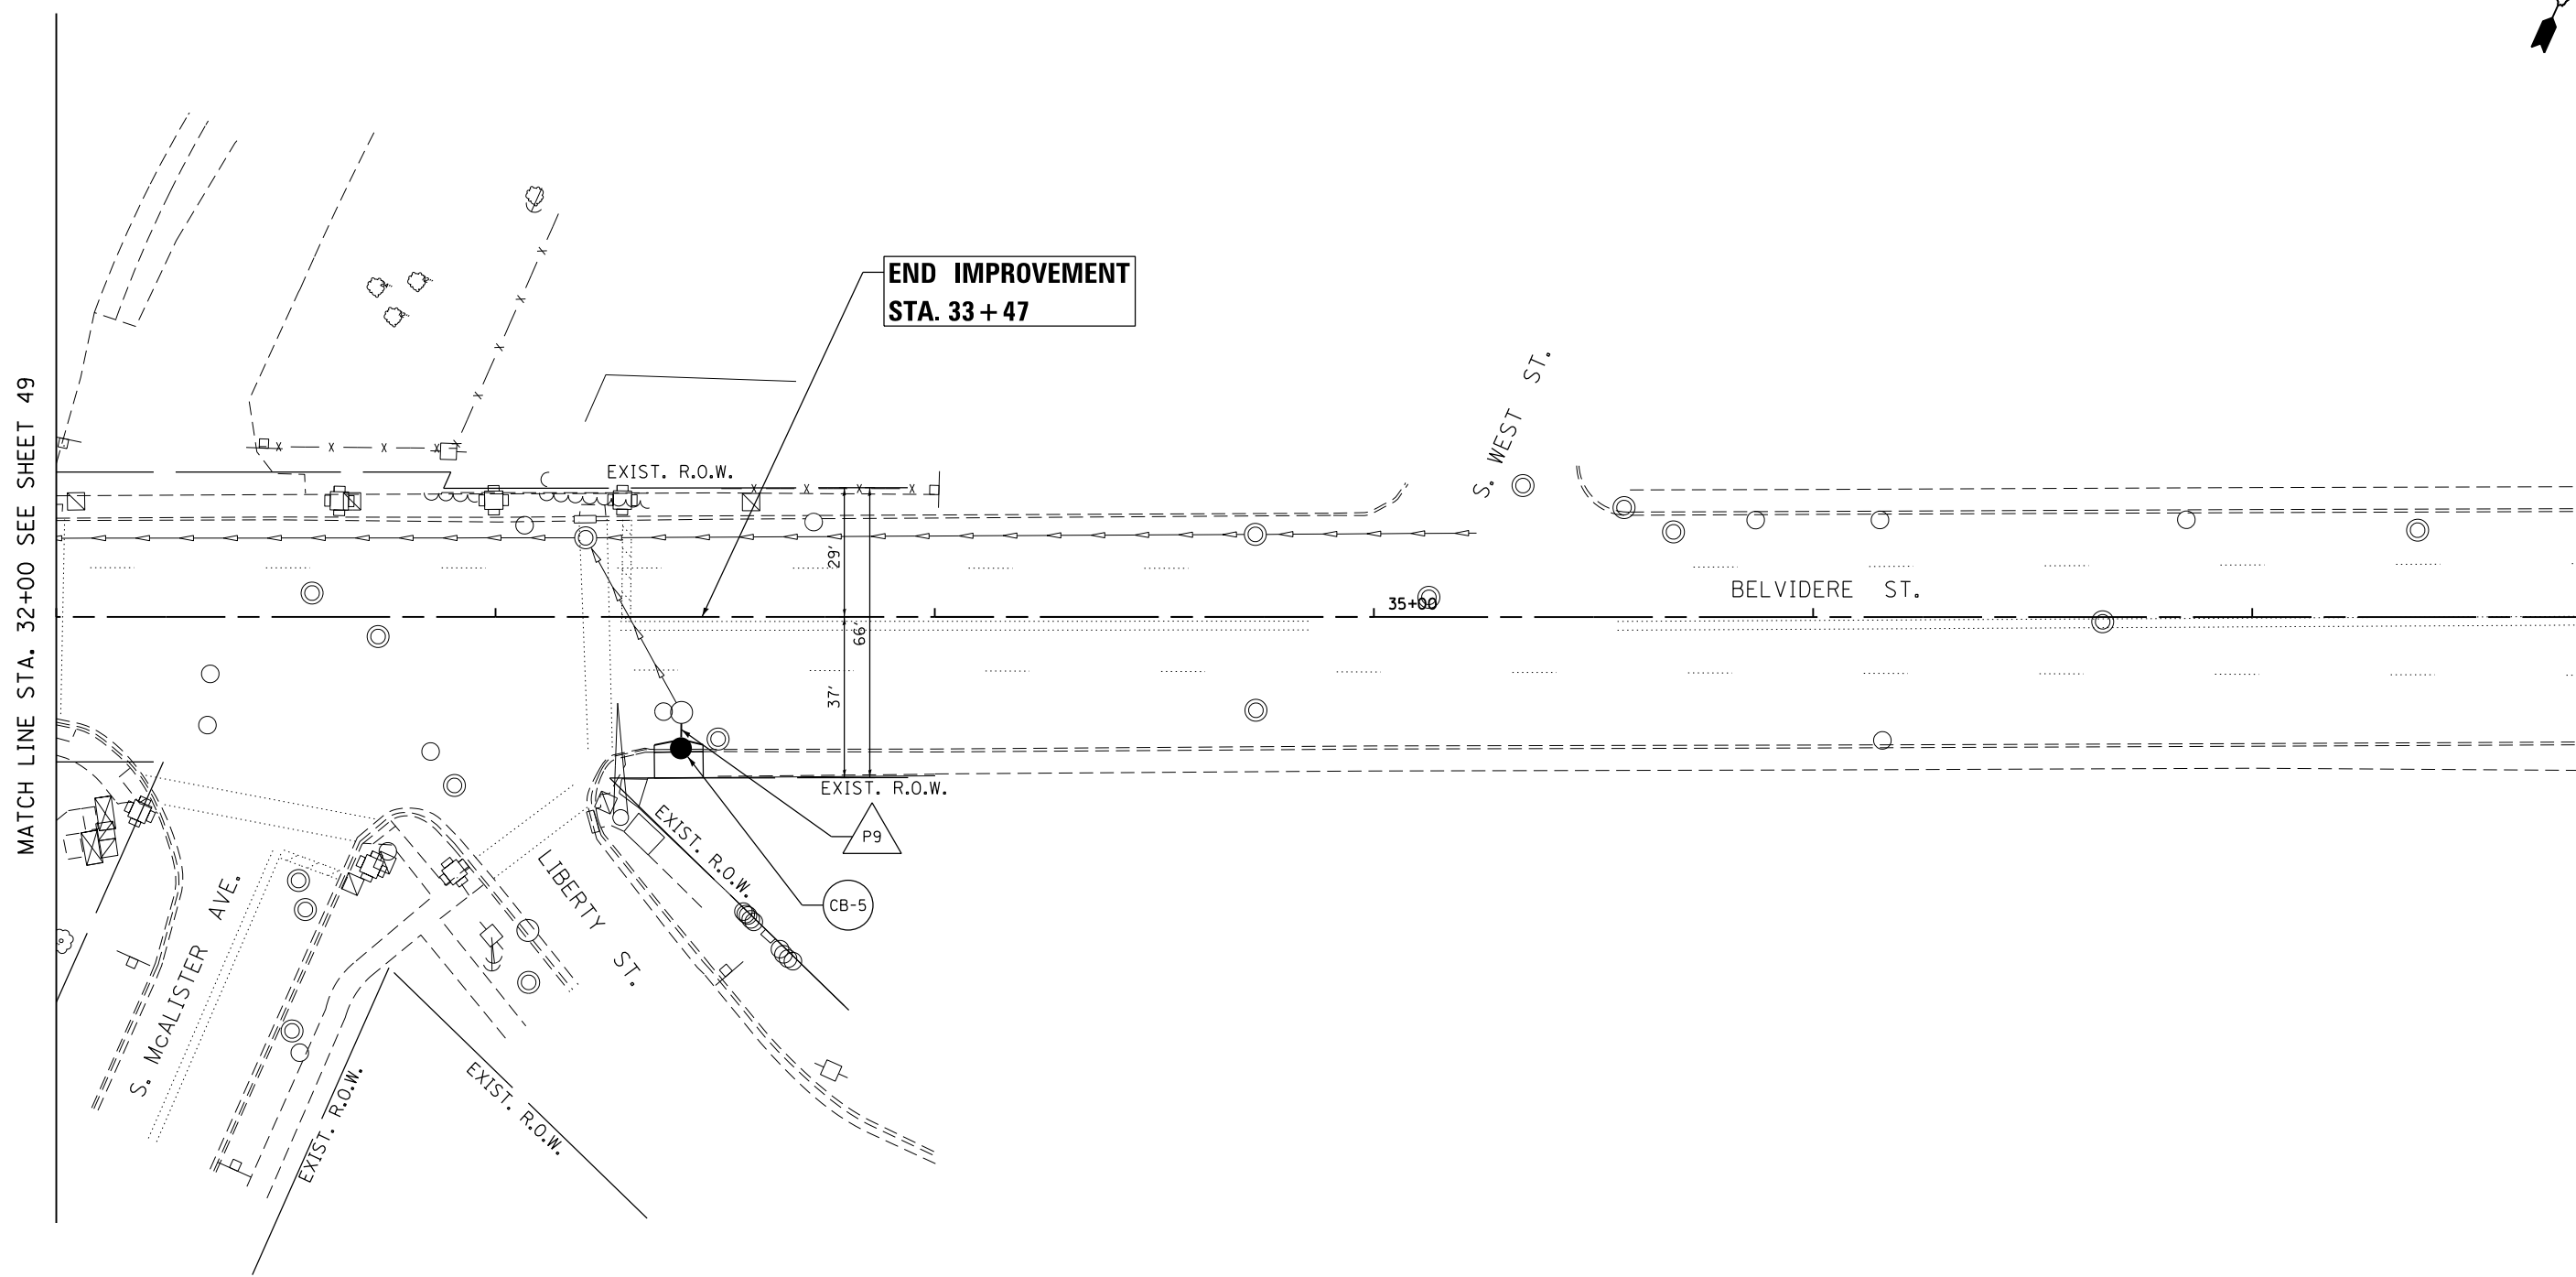 MATCH LINE STA. 32+00 SEE SHEET 49
END IMPROVEMENT
STA. 33+47
EXIST. R.O.W.
S. WEST ST.
29'
66'
37'
35+00
BELVIDERE ST.
EXIST. R.O.W.
P9
CB-5
EXIST. R.O.W.
LIBERTY ST.
S. McALISTER AVE.
EXIST. R.O.W.
EXIST. R.O.W.